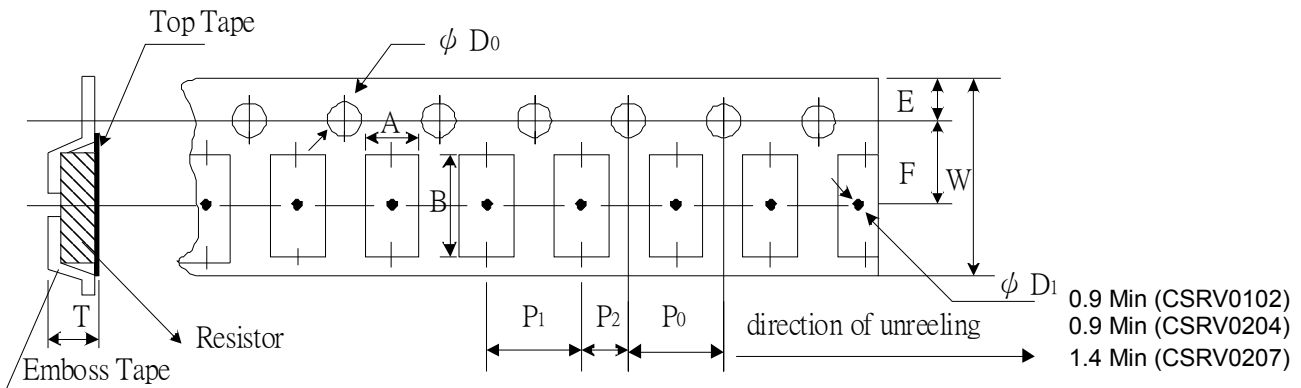 Top Tape
ϕ D0
A
E
B
F
W
T
Resistor
Emboss Tape
P1
P2
P0
direction of unreeling
ϕ D1
0.9 Min (CSRV0102)
0.9 Min (CSRV0204)
1.4 Min (CSRV0207)